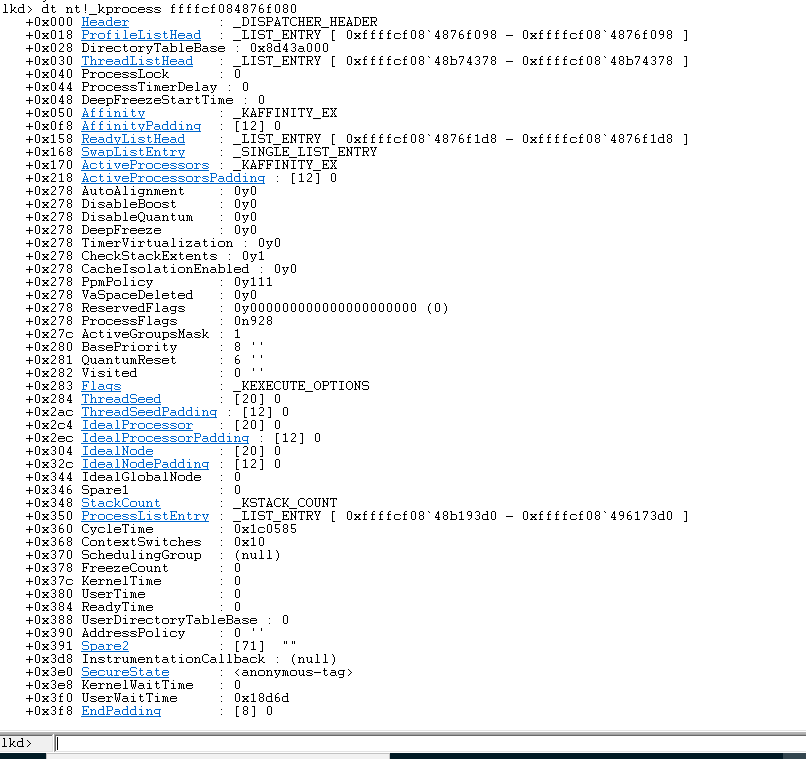 lkd> dt nt!_kprocess ffffcf084876f080
+0x000 Header : _DISPATCHER_HEADER
+0x018 ProfileListHead : _LIST_ENTRY [ 0xffffcf08`4876f098 - 0xffffcf08`4876f098 ]
+0x028 DirectoryTableBase : 0x8d43a000
+0x030 ThreadListHead : _LIST_ENTRY [ 0xffffcf08`48b74378 - 0xffffcf08`48b74378 ]
+0x040 ProcessLock : 0
+0x044 ProcessTimerDelay : 0
+0x048 DeepFreezeStartTime : 0
+0x050 Affinity : _KAFFINITY_EX
+0x0f8 AffinityPadding : [12] 0
+0x158 ReadyListHead : _LIST_ENTRY [ 0xffffcf08`4876f1d8 - 0xffffcf08`4876f1d8 ]
+0x168 SwapListEntry : _SINGLE_LIST_ENTRY
+0x170 ActiveProcessors : _KAFFINITY_EX
+0x218 ActiveProcessorsPadding : [12] 0
+0x278 AutoAlignment : 0y0
+0x278 DisableBoost : 0y0
+0x278 DisableQuantum : 0y0
+0x278 DeepFreeze : 0y0
+0x278 TimerVirtualization : 0y0
+0x278 CheckStackExtents : 0y1
+0x278 CacheIsolationEnabled : 0y0
+0x278 PpmPolicy : 0y111
+0x278 VaSpaceDeleted : 0y0
+0x278 ReservedFlags : 0y000000000000000000000 (0)
+0x278 ProcessFlags : 0n928
+0x27c ActiveGroupsMask : 1
+0x280 BasePriority : 8 ''
+0x281 QuantumReset : 6 ''
+0x282 Visited : 0 ''
+0x283 Flags : _KEXECUTE_OPTIONS
+0x284 ThreadSeed : [20] 0
+0x2ac ThreadSeedPadding : [12] 0
+0x2c4 IdealProcessor : [20] 0
+0x2ec IdealProcessorPadding : [12] 0
+0x304 IdealNode : [20] 0
+0x32c IdealNodePadding : [12] 0
+0x344 IdealGlobalNode : 0
+0x346 Spare1 : 0
+0x348 StackCount : _KSTACK_COUNT
+0x350 ProcessListEntry : _LIST_ENTRY [ 0xffffcf08`48b193d0 - 0xffffcf08`496173d0 ]
+0x360 CycleTime : 0x1c0585
+0x368 ContextSwitches : 0x10
+0x370 SchedulingGroup : (null)
+0x378 FreezeCount : 0
+0x37c KernelTime : 0
+0x380 UserTime : 0
+0x384 ReadyTime : 0
+0x388 UserDirectoryTableBase : 0
+0x390 AddressPolicy : 0 ''
+0x391 Spare2 : [71] ""
+0x3d8 InstrumentationCallback : (null)
+0x3e0 SecureState : <anonymous-tag>
+0x3e8 KernelWaitTime : 0
+0x3f0 UserWaitTime : 0x18d6d
+0x3f8 EndPadding : [8] 0
lkd>